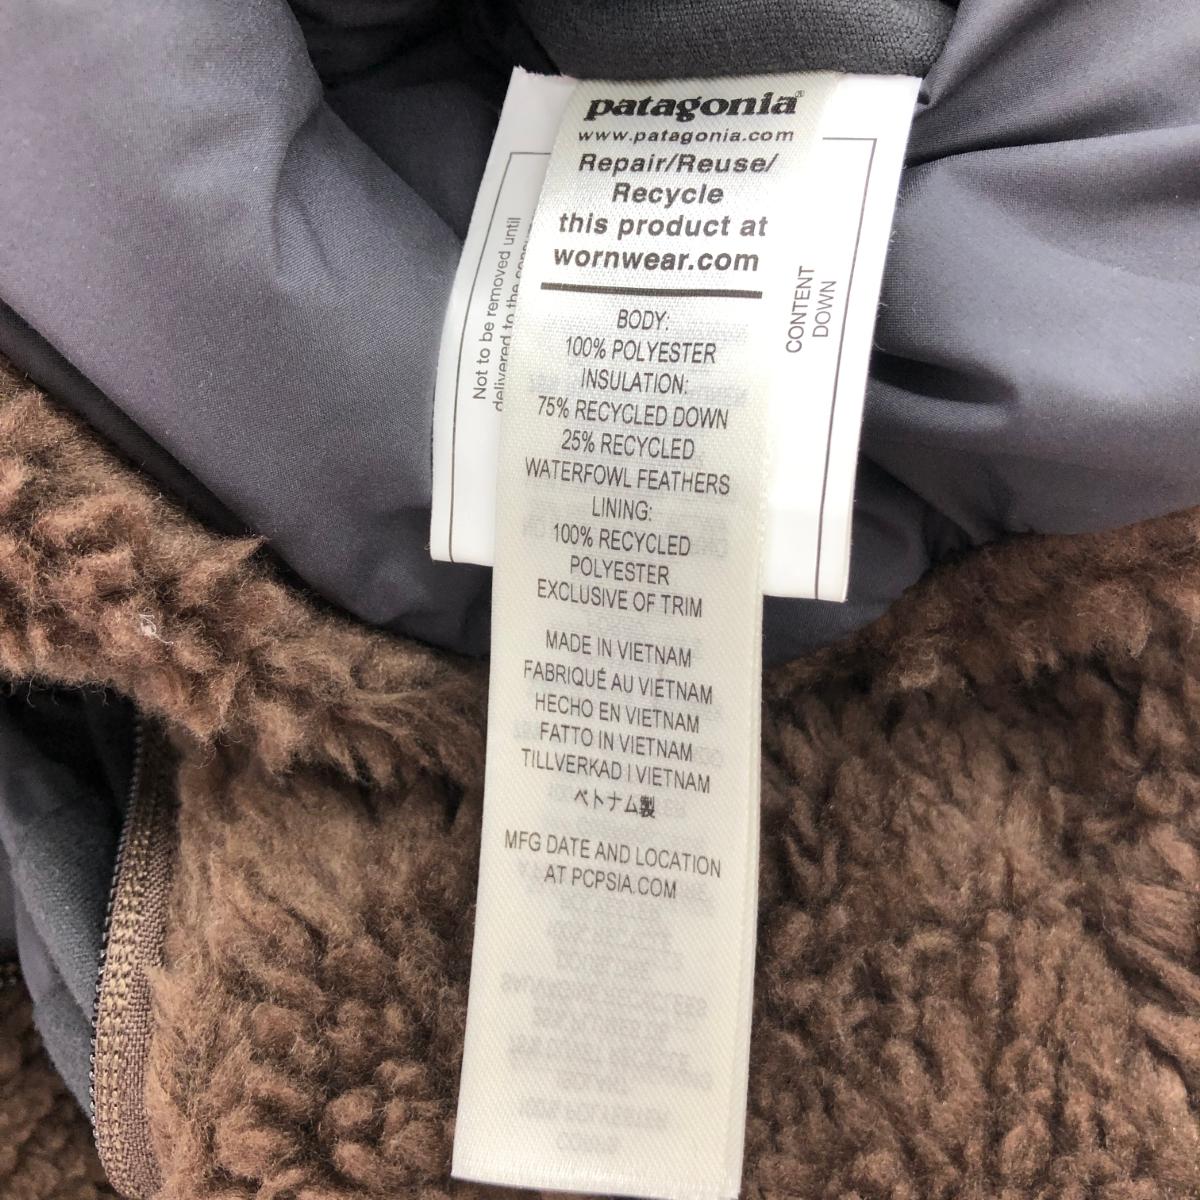 patagonia®
www.patagonia.com
Repair/Reuse/
Recycle
this product at
wornwear.com
BODY:
100% POLYESTER
INSULATION:
75% RECYCLED DOWN
25% RECYCLED
WATERFOWL FEATHERS
LINING:
100% RECYCLED
POLYESTER
EXCLUSIVE OF TRIM
MADE IN VIETNAM
FABRIQUÉ AU VIETNAM
HECHO EN VIETNAM
FATTO IN VIETNAM
TILLVERKAD I VIETNAM
ベトナム製
MFG DATE AND LOCATION
AT PCPSIA.COM
Not to be removed until
delivered to the
CONTENT
DOWN